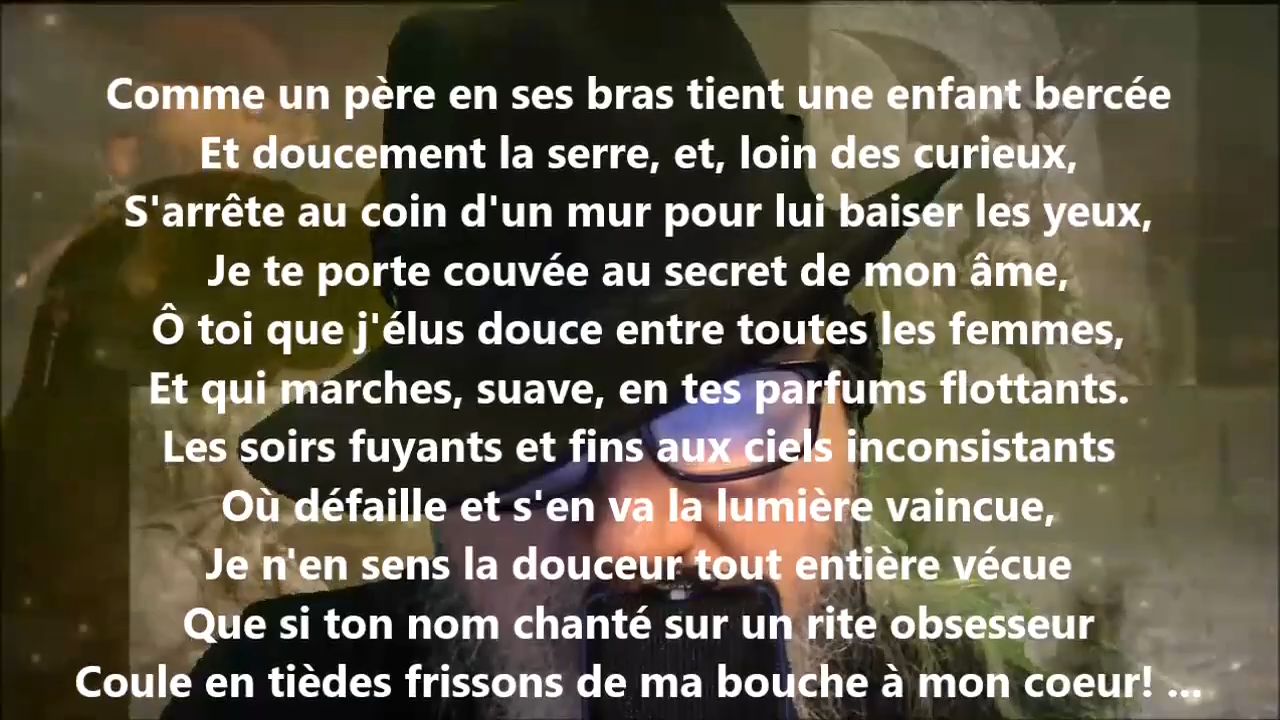 Comme un père en ses bras tient une enfant bercée
Et doucement la serre, et, loin des curieux,
S'arrête au coin d'un mur pour lui baiser les yeux,
Je te porte couvée au secret de mon âme,
Ô toi que j'élus douce entre toutes les femmes,
Et qui marches, suave, en tes parfums flottants.
Les soirs fuyants et fins aux ciels inconsistants
Où défaille et s'en va la lumière vaincue,
Je n'en sens la douceur tout entière vécue
Que si ton nom chanté sur un rite obsesseur
Coule en tièdes frissons de ma bouche à mon coeur! ...